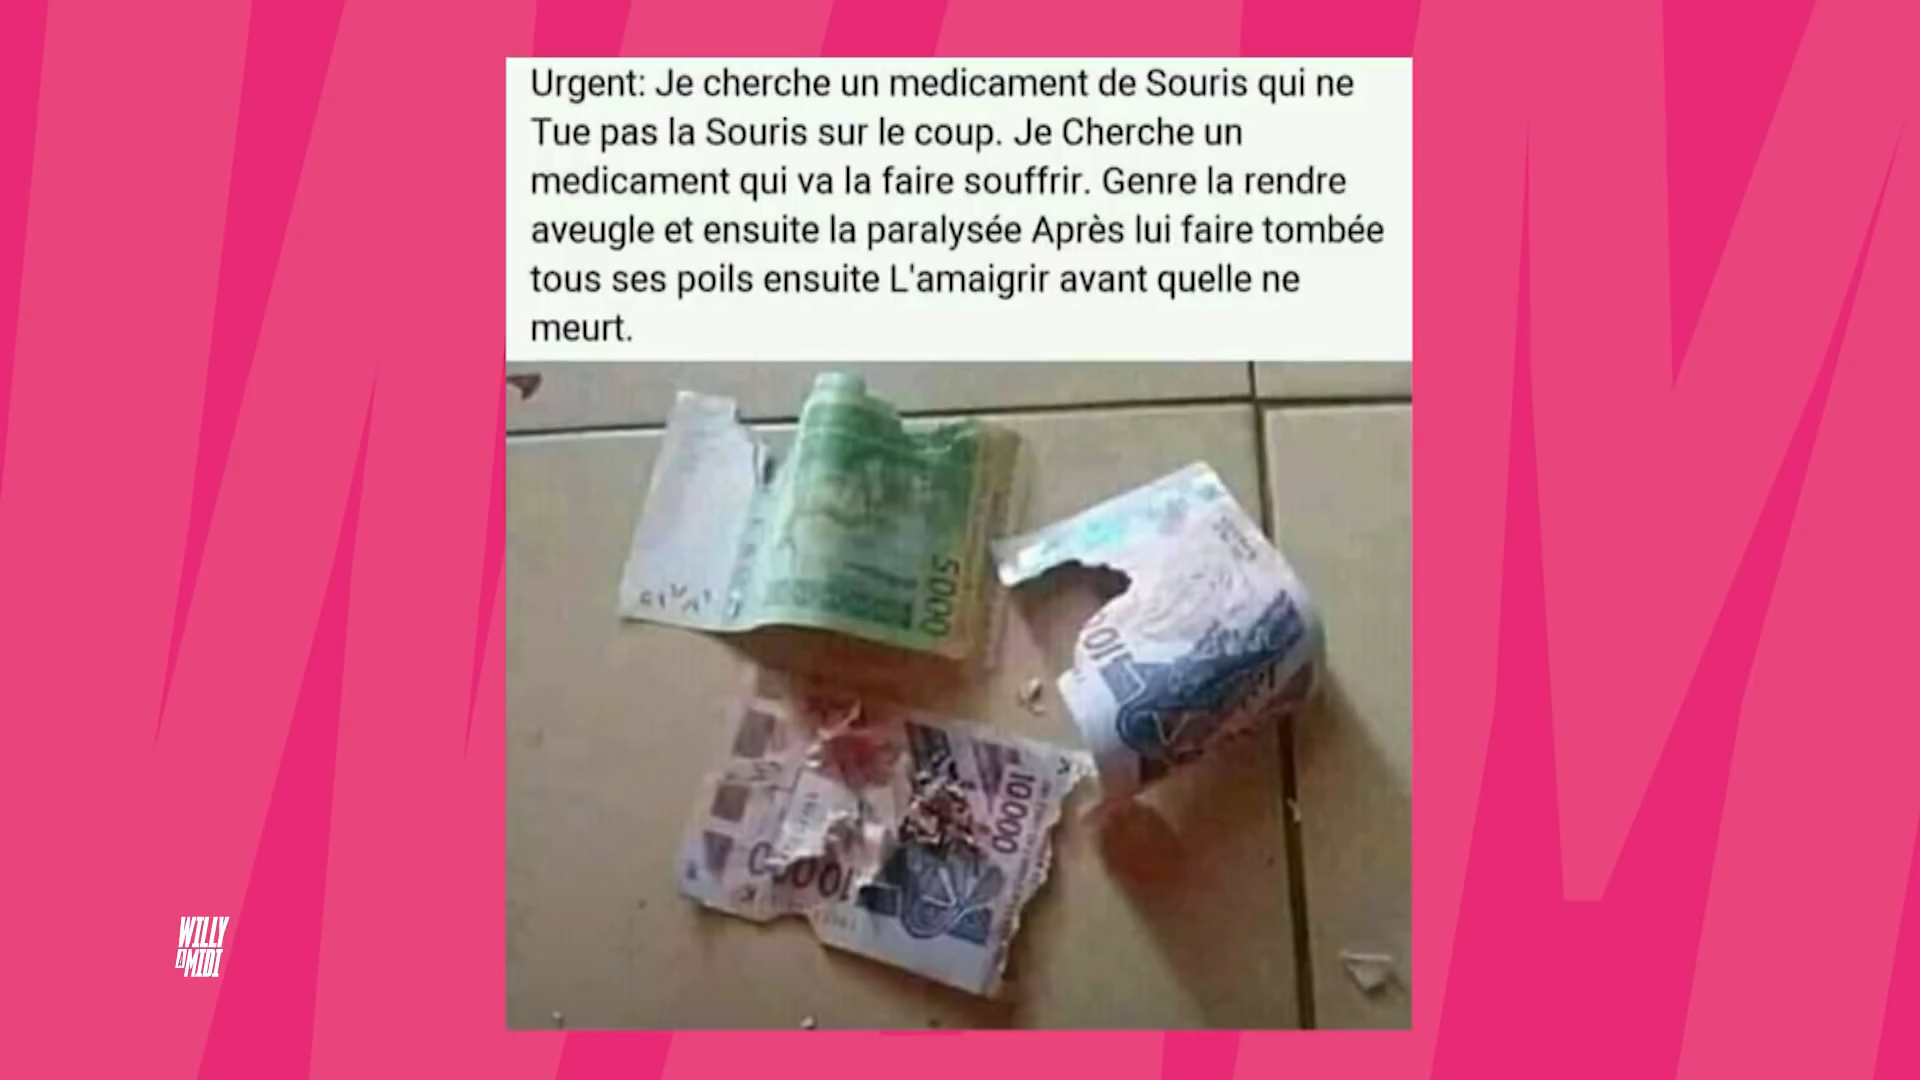 Urgent: Je cherche un medicament de Souris qui ne
Tue pas la Souris sur le coup. Je Cherche un
medicament qui va la faire souffrir. Genre la rendre
aveugle et ensuite la paralysée Après lui faire tombée
tous ses poils ensuite L'amaigrir avant quelle ne
meurt.
5000
10000
WILLY
À MIDI